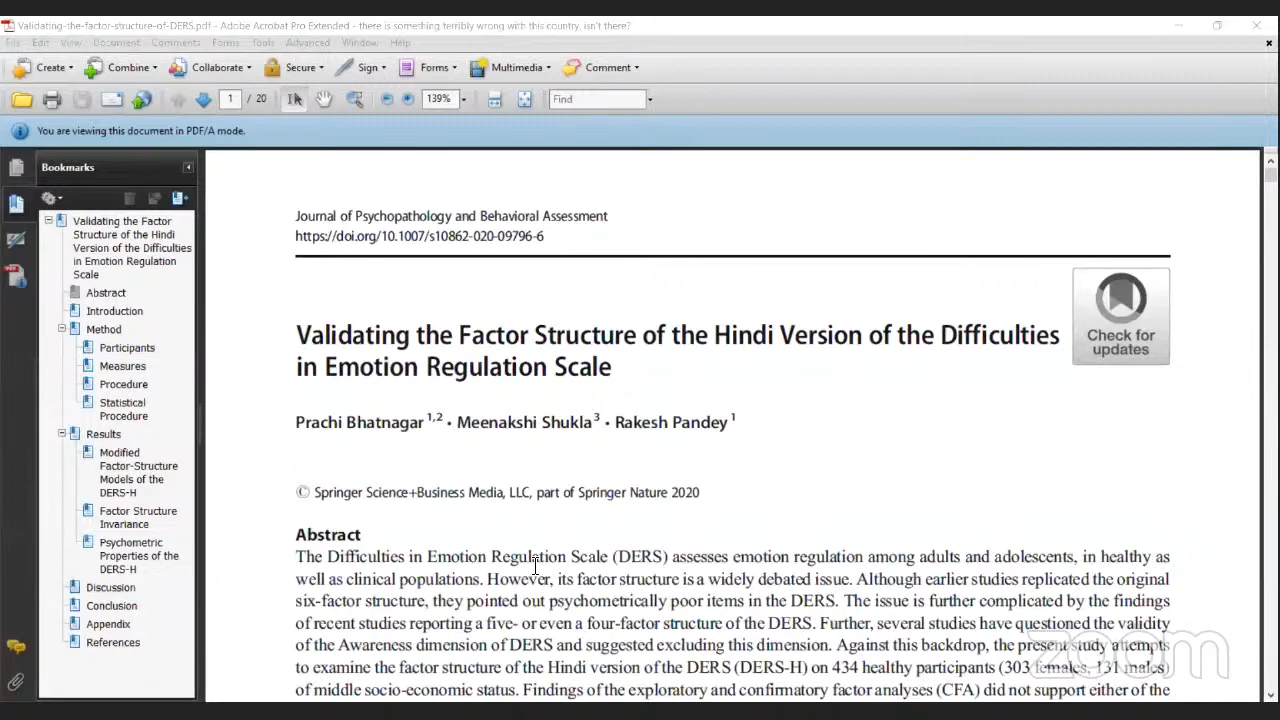 Validating-the-factor-structure-of-DERS.pdf - Adobe Acrobat Pro Extended - there is something terribly wrong with this country, isn't there?
File Edit View Document Comments Forms Tools Advanced Window Help
Create Combine Collaborate Secure Sign Forms Multimedia Comment
1 / 20 139% Find
You are viewing this document in PDF/A mode.
Bookmarks
Validating the Factor
Structure of the Hindi
Version of the Difficulties
in Emotion Regulation
Scale
Abstract
Introduction
Method
Participants
Measures
Procedure
Statistical
Procedure
Results
Modified
Factor-Structure
Models of the
DERS-H
Factor Structure
Invariance
Psychometric
Properties of the
DERS-H
Discussion
Conclusion
Appendix
References
Journal of Psychopathology and Behavioral Assessment
https://doi.org/10.1007/s10862-020-09796-6
Check for
updates
Validating the Factor Structure of the Hindi Version of the Difficulties
in Emotion Regulation Scale
Prachi Bhatnagar 1,2 • Meenakshi Shukla 3 • Rakesh Pandey 1
© Springer Science+Business Media, LLC, part of Springer Nature 2020
Abstract
The Difficulties in Emotion Regulation Scale (DERS) assesses emotion regulation among adults and adolescents, in healthy as
well as clinical populations. However, its factor structure is a widely debated issue. Although earlier studies replicated the original
six-factor structure, they pointed out psychometrically poor items in the DERS. The issue is further complicated by the findings
of recent studies reporting a five- or even a four-factor structure of the DERS. Further, several studies have questioned the validity
of the Awareness dimension of DERS and suggested excluding this dimension. Against this backdrop, the present study attempts
to examine the factor structure of the Hindi version of the DERS (DERS-H) on 434 healthy participants (303 females, 131 males)
of middle socio-economic status. Findings of the exploratory and confirmatory factor analyses (CFA) did not support either of the
zoom